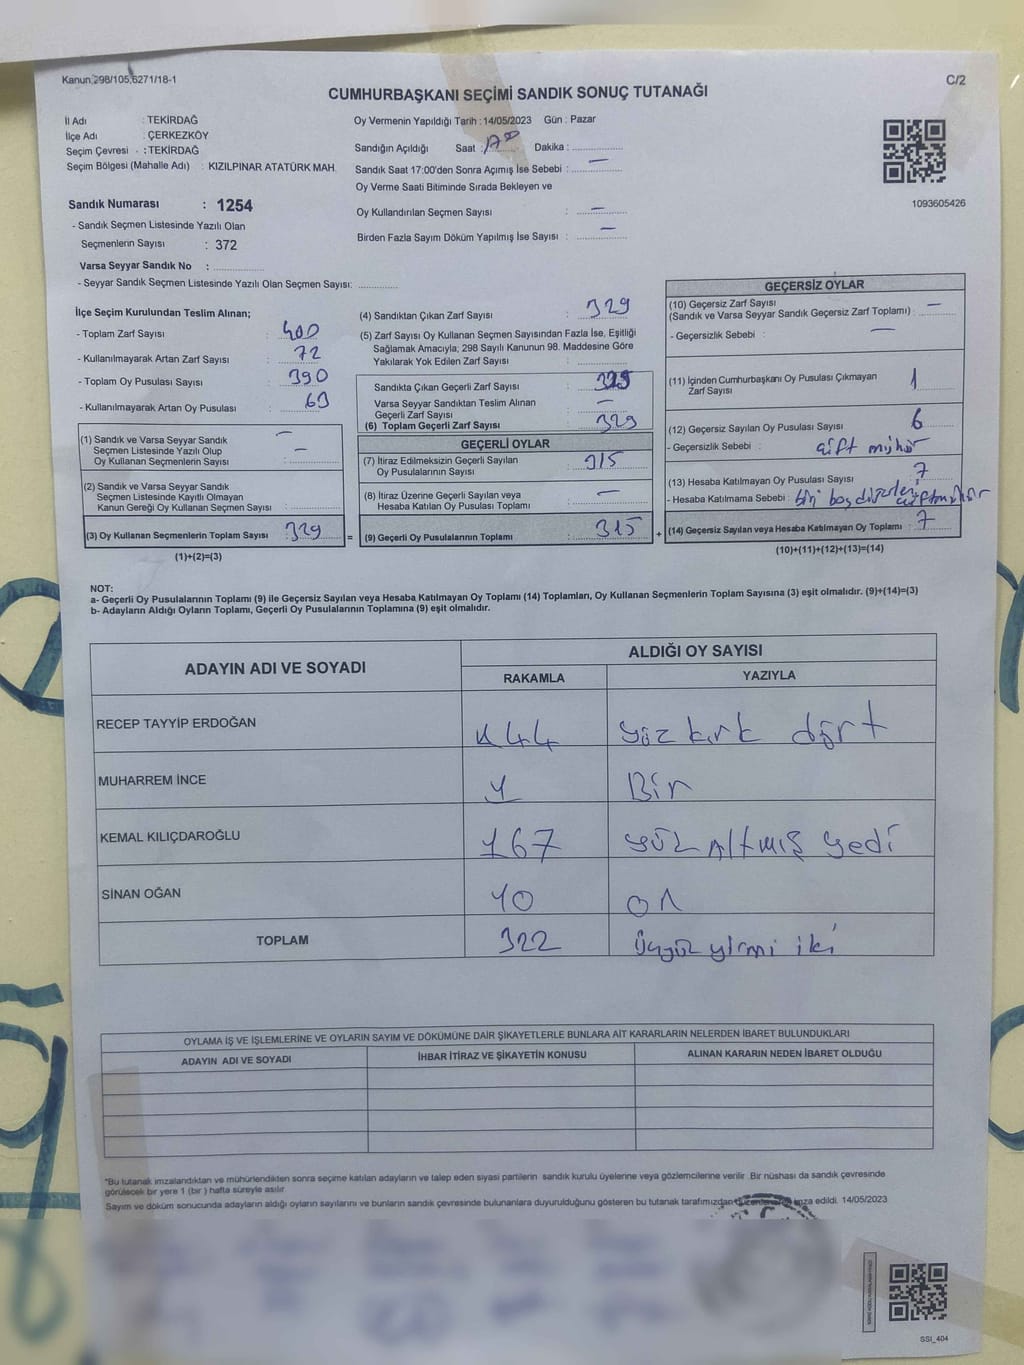 Kanun;298/105,6271/18-1
C/2
CUMHURBAŞKANI SEÇİMİ SANDIK SONUÇ TUTANAĞI
İl Adı : TEKİRDAĞ
İlçe Adı : ÇERKEZKÖY
Seçim Çevresi : TEKİRDAĞ
Seçim Bölgesi (Mahalle Adı) : KIZILPINAR ATATÜRK MAH.
Sandık Numarası : 1254
- Sandık Seçmen Listesinde Yazılı Olan
Seçmenlerin Sayısı : 372
Varsa Seyyar Sandık No :
- Seyyar Sandık Seçmen Listesinde Yazılı Olan Seçmen Sayısı:
Oy Vermenin Yapıldığı Tarih : 14/05/2023 Gün : Pazar
Sandığın Açıldığı Saat : 17 00 Dakika :
Sandık Saat 17:00'den Sonra Açımış İse Sebebi : —
Oy Verme Saati Bitiminde Sırada Bekleyen ve
Oy Kullandırılan Seçmen Sayısı : —
Birden Fazla Sayım Döküm Yapılmış İse Sayısı : —
1093605426
İlçe Seçim Kurulundan Teslim Alınan;
- Toplam Zarf Sayısı : 400
- Kullanılmayarak Artan Zarf Sayısı : 72
- Toplam Oy Pusulası Sayısı : 390
- Kullanılmayarak Artan Oy Pusulası : 63
(1) Sandık ve Varsa Seyyar Sandık
Seçmen Listesinde Yazılı Olup
Oy Kullanan Seçmenlerin Sayısı : —
(2) Sandık ve Varsa Seyyar Sandık
Seçmen Listesinde Kayıtlı Olmayan
Kanun Gereği Oy Kullanan Seçmen Sayısı :
(3) Oy Kullanan Seçmenlerin Toplam Sayısı : 329 =
(1)+(2)=(3)
(4) Sandıktan Çıkan Zarf Sayısı : 329
(5) Zarf Sayısı Oy Kullanan Seçmen Sayısından Fazla İse, Eşitliği
Sağlamak Amacıyla; 298 Sayılı Kanunun 98. Maddesine Göre
Yakılarak Yok Edilen Zarf Sayısı :
Sandıkta Çıkan Geçerli Zarf Sayısı : 329
Varsa Seyyar Sandıktan Teslim Alınan
Geçerli Zarf Sayısı : —
(6) Toplam Geçerli Zarf Sayısı : 329
GEÇERLİ OYLAR
(7) İtiraz Edilmeksizin Geçerli Sayılan
Oy Pusulalarının Sayısı : 315
(8) İtiraz Üzerine Geçerli Sayılan veya
Hesaba Katılan Oy Pusulaları Toplamı : —
(9) Geçerli Oy Pusulalarının Toplamı : 315 +
GEÇERSİZ OYLAR
(10) Geçersiz Zarf Sayısı
(Sandık ve Varsa Seyyar Sandık Geçersiz Zarf Toplamı) : —
- Geçersizlik Sebebi : —
(11) İçinden Cumhurbaşkanı Oy Pusulası Çıkmayan
Zarf Sayısı : 1
(12) Geçersiz Sayılan Oy Pusulası Sayısı : 6
- Geçersizlik Sebebi : çift mühür
(13) Hesaba Katılmayan Oy Pusulası Sayısı : 7
- Hesaba Katılmama Sebebi : biri boş diğerleri çiftmühür
(14) Geçersiz Sayılan veya Hesaba Katılmayan Oy Toplamı : 7
(10)+(11)+(12)+(13)=(14)
NOT:
a- Geçerli Oy Pusulalarının Toplamı (9) ile Geçersiz Sayılan veya Hesaba Katılmayan Oy Toplamı (14) Toplamları, Oy Kullanan Seçmenlerin Toplam Sayısına (3) eşit olmalıdır. (9)+(14)=(3)
b- Adayların Aldığı Oyların Toplamı, Geçerli Oy Pusulalarının Toplamına (9) eşit olmalıdır.
ADAYIN ADI VE SOYADI ALDIĞI OY SAYISI
RAKAMLA YAZIYLA
RECEP TAYYİP ERDOĞAN 144 yüz kırk dört
MUHARREM İNCE 1 Bir
KEMAL KILIÇDAROĞLU 167 yüz Altmış yedi
SİNAN OĞAN 10 on
TOPLAM 322 üçyüz yirmi iki
OYLAMA İŞ VE İŞLEMLERİNE VE OYLARIN SAYIM VE DÖKÜMÜNE DAİR ŞİKAYETLERLE BUNLARA AİT KARARLARIN NELERDEN İBARET BULUNDUKLARI
ADAYIN ADI VE SOYADI İHBAR İTİRAZ VE ŞİKAYETİN KONUSU ALINAN KARARIN NEDEN İBARET OLDUĞU
*Bu tutanak imzalandıktan ve mühürlendikten sonra seçime katılan adayların ve talep eden siyasi partilerin sandık kurulu üyelerine veya gözlemcilerine verilir. Bir nüshası da sandık çevresinde
görülecek bir yere 1 (bir) hafta süreyle asılır.
Sayım ve döküm sonucunda adayların aldığı oyların sayılarını ve bunların sandık çevresinde bulunanlara duyurulduğunu gösteren bu tutanak tarafımızdan imza edildi. 14/05/2023
SSI_404